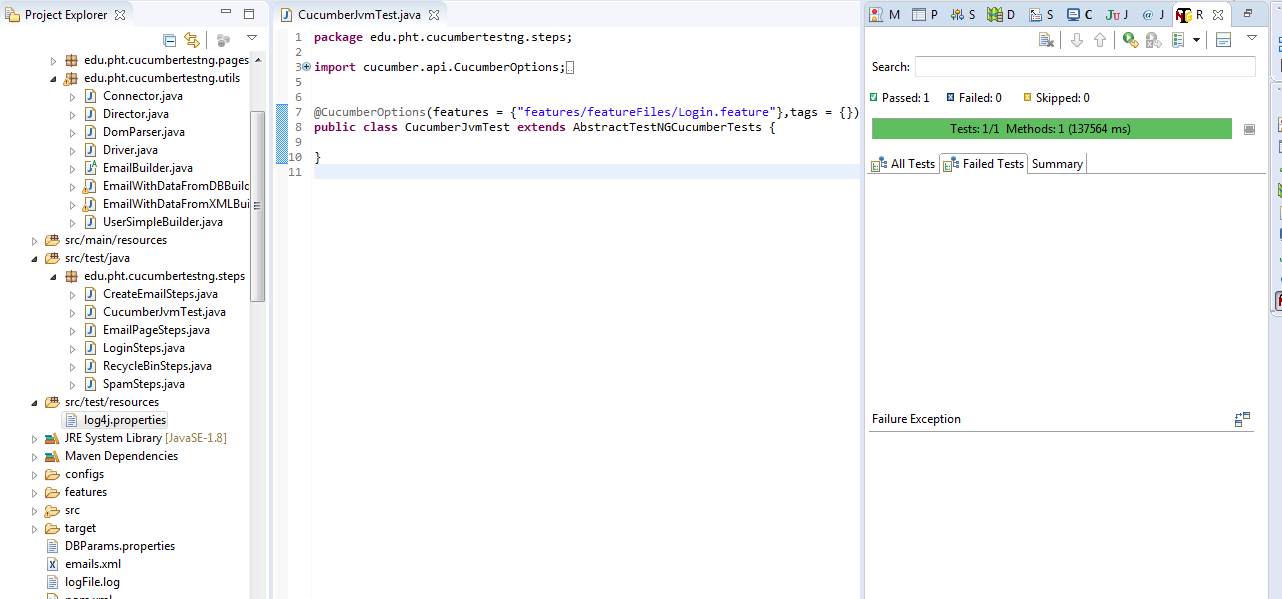 Project Explorer
edu.pht.cucumbertestng.pages
edu.pht.cucumbertestng.utils
Connector.java
Director.java
DomParser.java
Driver.java
EmailBuilder.java
EmailWithDataFromDBBuilc
EmailWithDataFromXMLBui
UserSimpleBuilder.java
src/main/resources
src/test/java
edu.pht.cucumbertestng.steps
CreateEmailSteps.java
CucumberJvmTest.java
EmailPageSteps.java
LoginSteps.java
RecycleBinSteps.java
SpamSteps.java
src/test/resources
log4j.properties
JRE System Library [JavaSE-1.8]
Maven Dependencies
configs
features
src
target
DBParams.properties
emails.xml
logFile.log
pom.xml
CucumberJvmTest.java
1 package edu.pht.cucumbertestng.steps;
2
3 import cucumber.api.CucumberOptions;
5
6
7 @CucumberOptions(features = {"features/featureFiles/Login.feature"},tags = {})
8 public class CucumberJvmTest extends AbstractTestNGCucumberTests {
9
10 }
11
M P S D S C Ju J @ J R
Search:
Passed: 1 Failed: 0 Skipped: 0
Tests: 1/1 Methods: 1 (137564 ms)
All Tests Failed Tests Summary
Failure Exception